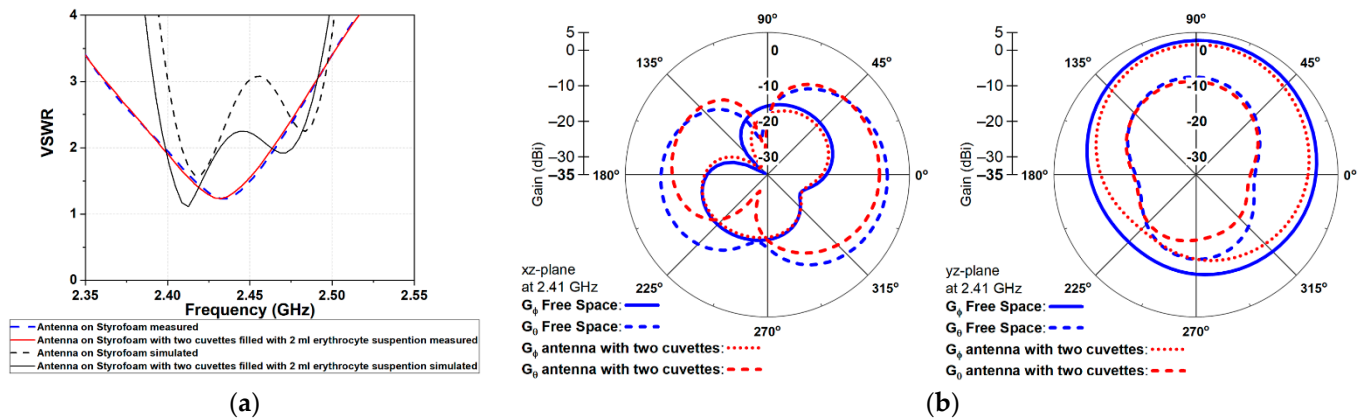 4
3
2
1
0
VSWR
2.35
2.40
2.45
2.50
2.55
Frequency (GHz)
Antenna on Styrofoam measured
Antenna on Styrofoam with two cuvettes filled with 2 ml erythrocyte suspention measured
Antenna on Styrofoam simulated
Antenna on Styrofoam with two cuvettes filled with 2 ml erythrocyte suspention simulated
(a)
5
0
−10
−20
−30
−35
Gain (dBi)
90°
45°
0°
315°
270°
225°
180°
135°
0
-10
-20
-30
xz-plane
at 2.41 GHz
Gϕ Free Space:
Gθ Free Space:
Gϕ antenna with two cuvettes:
Gθ antenna with two cuvettes:
5
0
−10
−20
−30
−35
Gain (dBi)
90°
45°
0°
315°
270°
225°
180°
135°
0
-10
-20
-30
yz-plane
at 2.41 GHz
Gϕ Free Space:
Gθ Free Space:
Gϕ antenna with two cuvettes:
Gθ antenna with two cuvettes:
(b)